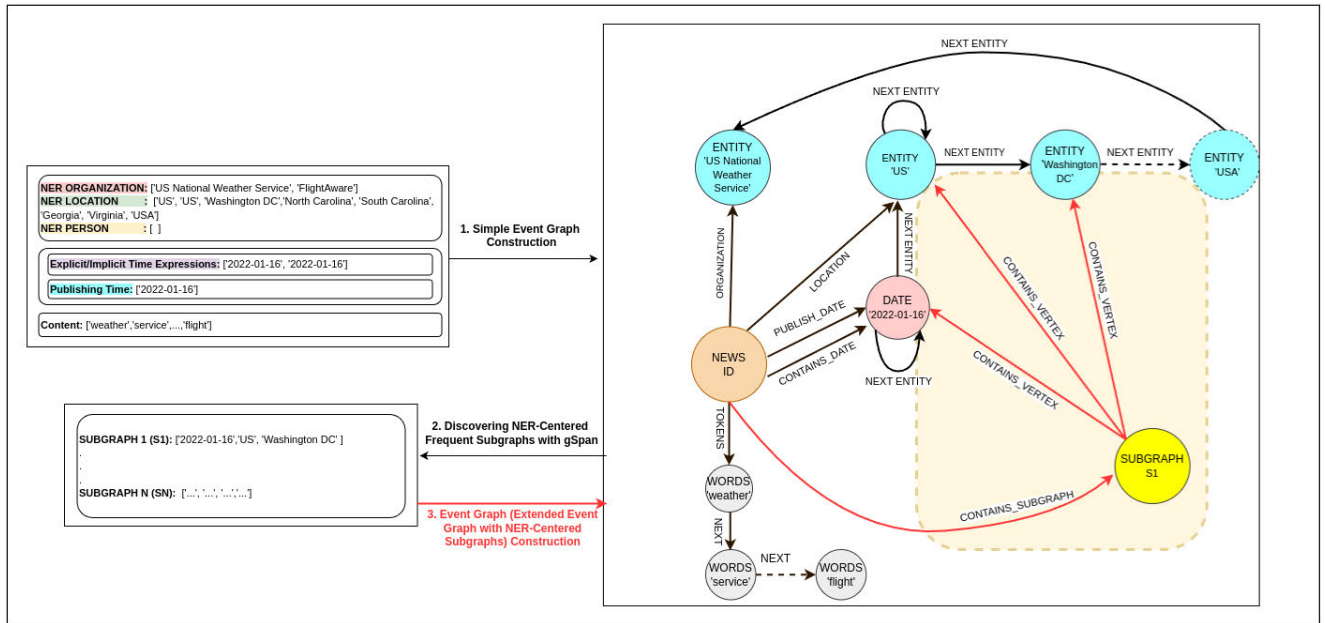 NER ORGANIZATION: ['US National Weather Service', 'FlightAware']
NER LOCATION : ['US', 'US', 'Washington DC','North Carolina', 'South Carolina',
'Georgia', 'Virginia', 'USA']
NER PERSON : [ ]
Explicit/Implicit Time Expressions: ['2022-01-16', '2022-01-16']
Publishing Time: ['2022-01-16']
Content: ['weather','service',...,'flight']
1. Simple Event Graph
Construction
SUBGRAPH 1 (S1): ['2022-01-16','US', 'Washington DC' ]
.
.
.
SUBGRAPH N (SN): ['...', '...', '...','...']
2. Discovering NER-Centered
Frequent Subgraphs with gSpan
3. Event Graph (Extended Event
Graph with NER-Centered
Subgraphs) Construction
NEXT ENTITY
NEXT ENTITY
ENTITY
'US National
Weather
Service'
ENTITY
'US'
NEXT ENTITY
ENTITY
'Washington
DC'
NEXT ENTITY
ENTITY
'USA'
ORGANIZATION
LOCATION
NEXT ENTITY
CONTAINS_VERTEX
CONTAINS_VERTEX
PUBLISH_DATE
CONTAINS_DATE
DATE
'2022-01-16'
NEXT ENTITY
CONTAINS_VERTEX
NEWS
ID
TOKENS
SUBGRAPH
S1
CONTAINS_SUBGRAPH
WORDS
'weather'
NEXT
WORDS
'service'
NEXT
WORDS
'flight'